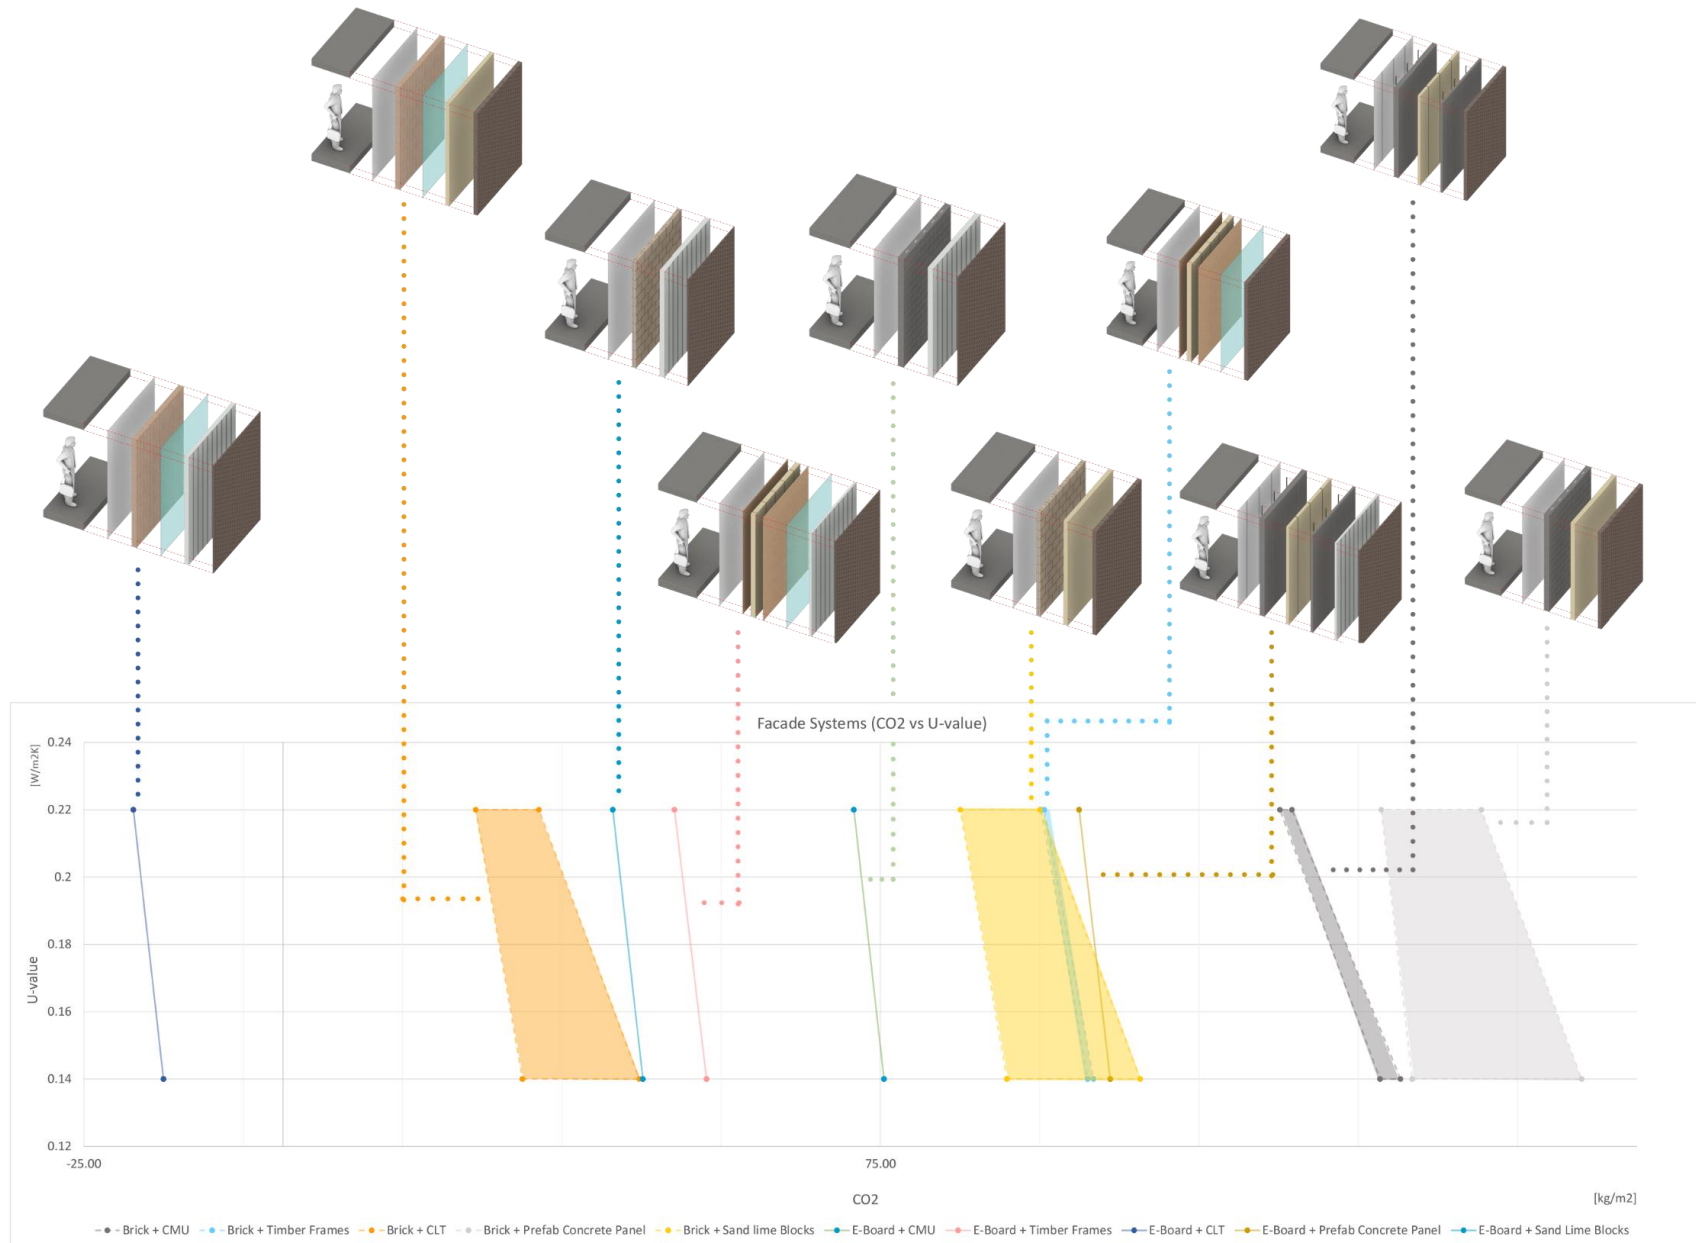 Facade Systems (CO2 vs U-value)
[W/m2K]
0.24
0.22
0.2
0.18
U-value
0.16
0.14
0.12
-25.00
75.00
CO2
[kg/m2]
Brick + CMU
Brick + Timber Frames
Brick + CLT
Brick + Prefab Concrete Panel
Brick + Sand lime Blocks
E-Board + CMU
E-Board + Timber Frames
E-Board + CLT
E-Board + Prefab Concrete Panel
E-Board + Sand Lime Blocks